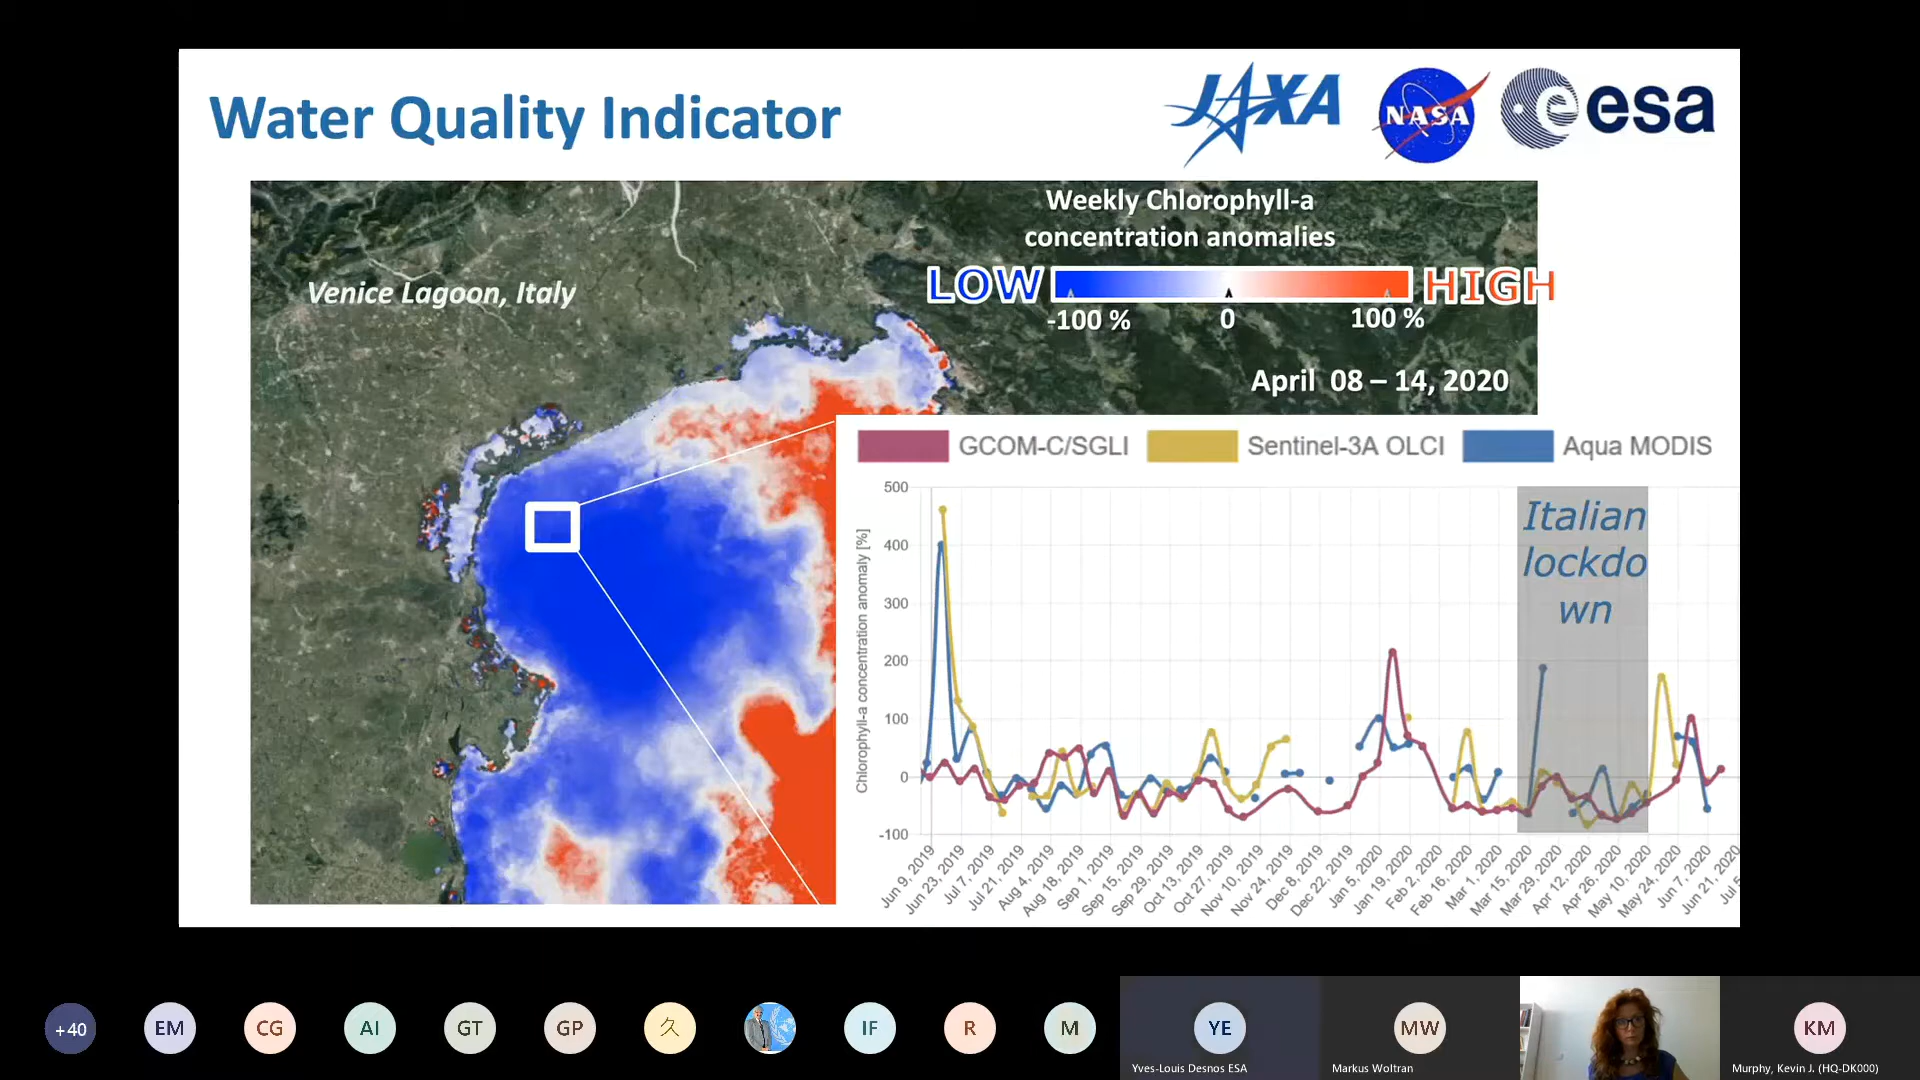 Water Quality Indicator
JAXA
NASA
esa
Weekly Chlorophyll-a
concentration anomalies
LOW
HIGH
-100 %
0
100 %
Venice Lagoon, Italy
April 08 – 14, 2020
GCOM-C/SGLI
Sentinel-3A OLCI
Aqua MODIS
Chlorophyll-a concentration anomaly [%]
500
400
300
200
100
0
-100
Italian
lockdo
wn
Jun 9, 2019
Jun 23, 2019
Jul 7, 2019
Jul 21, 2019
Aug 4, 2019
Aug 18, 2019
Sep 1, 2019
Sep 15, 2019
Sep 29, 2019
Oct 13, 2019
Oct 27, 2019
Nov 10, 2019
Nov 24, 2019
Dec 8, 2019
Dec 22, 2019
Jan 5, 2020
Jan 19, 2020
Feb 2, 2020
Feb 16, 2020
Mar 1, 2020
Mar 15, 2020
Mar 29, 2020
Apr 12, 2020
Apr 26, 2020
May 10, 2020
May 24, 2020
Jun 7, 2020
Jun 21, 2020
Jul 5
+40
EM
CG
AI
GT
GP
久
IF
R
M
YE
MW
KM
Yves-Louis Desnos ESA
Markus Woltran
Murphy, Kevin J. (HQ-DK000)